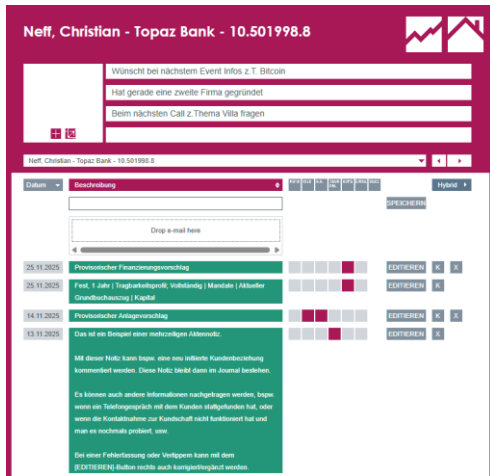 Neff, Christian - Topaz Bank - 10.501998.8
Wünscht bei nächstem Event Infos z.T. Bitcoin
Hat gerade eine zweite Firma gegründet
Beim nächsten Call z.Thema Villa fragen
Neff, Christian - Topaz Bank - 10.501998.8
Datum
Beschreibung
Hybrid
SPEICHERN
Drop e-mail here
25.11.2025 Provisorischer Finanzierungsvorschlag EDITIEREN K X
25.11.2025 Fest, 1 Jahr | Tragbarkeitsprofil; Vollständig | Mandate | Aktueller EDITIEREN K
Grundbuchauszug | Kapital
14.11.2025 Provisorischer Anlagevorschlag EDITIEREN K X
13.11.2025 Das ist ein Beispiel einer mehrzeiligen Aktennotiz. EDITIEREN X
Mit dieser Notiz kann bspw. eine neu initiierte Kundenbeziehung
kommentiert werden. Diese Notiz bleibt dann im Journal bestehen.
Es können auch andere Informationen nachgetragen werden, bspw.
wenn ein Telefongespräch mit dem Kunden stattgefunden hat, oder
wenn die Kontaktnahme zur Kundschaft nicht funktioniert hat und
man es nochmals probiert, usw.
Bei einer Fehlerfassung oder Vertippern kann mit dem
[EDITIEREN]-Button rechts auch korrigiert/ergänzt werden.